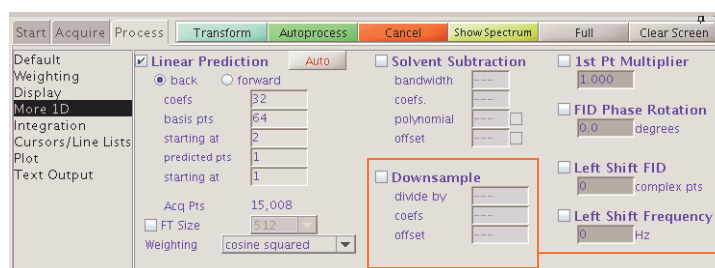 Start Acquire Process Transform Autoprocess Cancel Show Spectrum Full Clear Screen
Default
Weighting
Display
More 1D
Integration
Cursors/Line Lists
Plot
Text Output
Linear Prediction Auto
back forward
coefs 32
basis pts 64
starting at 2
predicted pts 1
starting at 1
Acq Pts 15,008
FT Size 512
Weighting cosine squared
Solvent Subtraction
bandwidth ---
coefs. ---
polynomial ---
offset ---
Downsample
divide by ---
coefs ---
offset ---
1st Pt Multiplier
1.000
FID Phase Rotation
0.0 degrees
Left Shift FID
0 complex pts
Left Shift Frequency
0 Hz